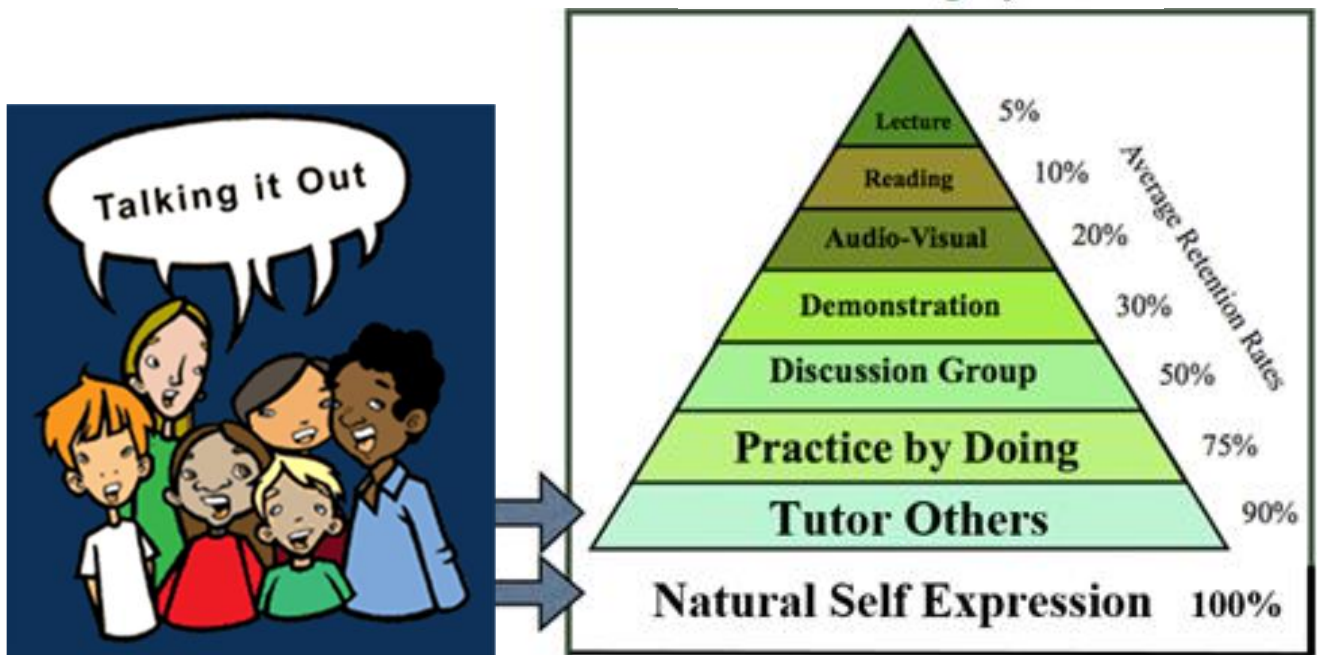 Talking it Out
Lecture
5%
Reading
10%
Audio-Visual
20%
Demonstration
30%
Discussion Group
50%
Practice by Doing
75%
Tutor Others
90%
Average Retention Rates
Natural Self Expression 100%